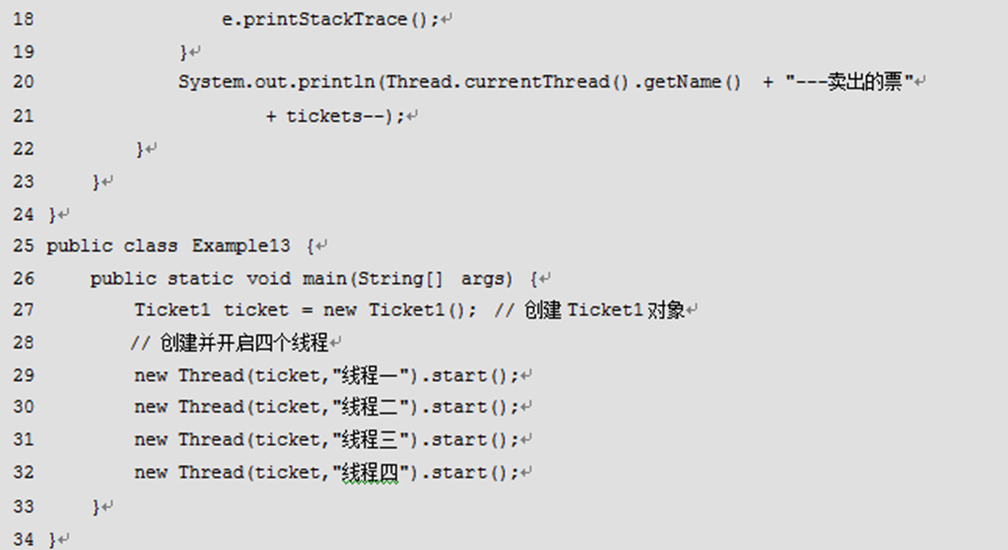 18                 e.printStackTrace();↵
19             }↵
20             System.out.println(Thread.currentThread().getName()  + "---卖出的票"↵
21                     + tickets--);↵
22         }↵
23     }↵
24 }↵
25 public class Example13 {↵
26     public static void main(String[] args) {↵
27         Ticket1 ticket = new Ticket1(); // 创建 Ticket1 对象↵
28         // 创建并开启四个线程↵
29         new Thread(ticket,"线程一").start();↵
30         new Thread(ticket,"线程二").start();↵
31         new Thread(ticket,"线程三").start();↵
32         new Thread(ticket,"线程四").start();↵
33     }↵
34 }↵